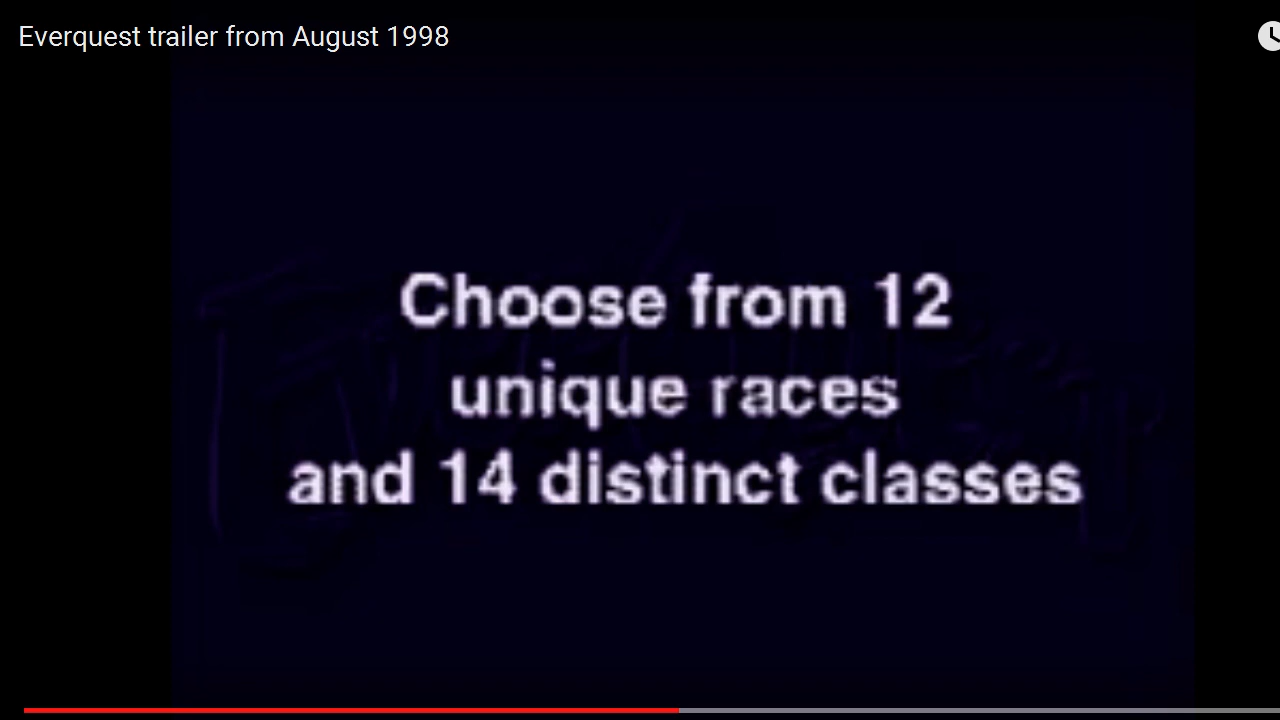 Everquest trailer from August 1998
Choose from 12
unique races
and 14 distinct classes